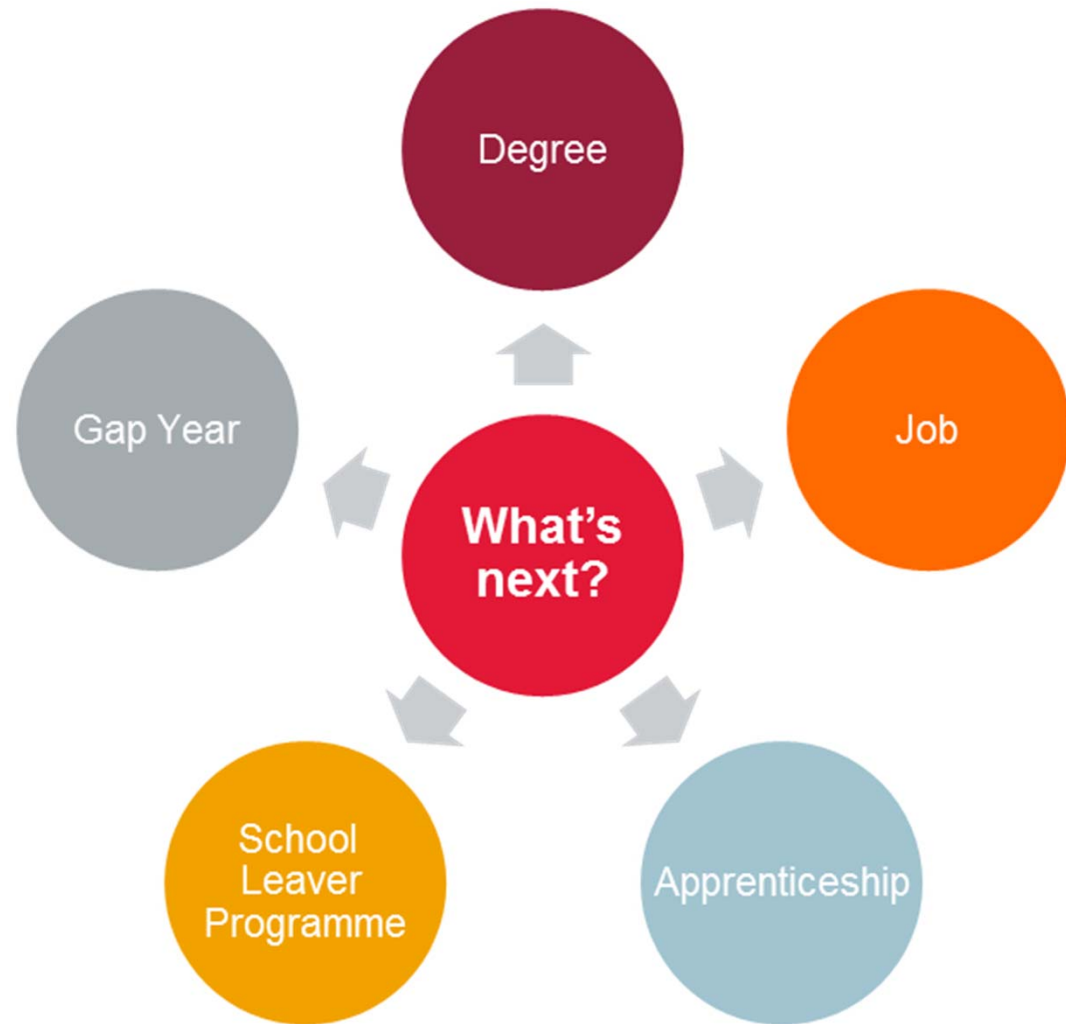 Degree
Gap Year
Job
What's
next?
School
Leaver
Programme
Apprenticeship